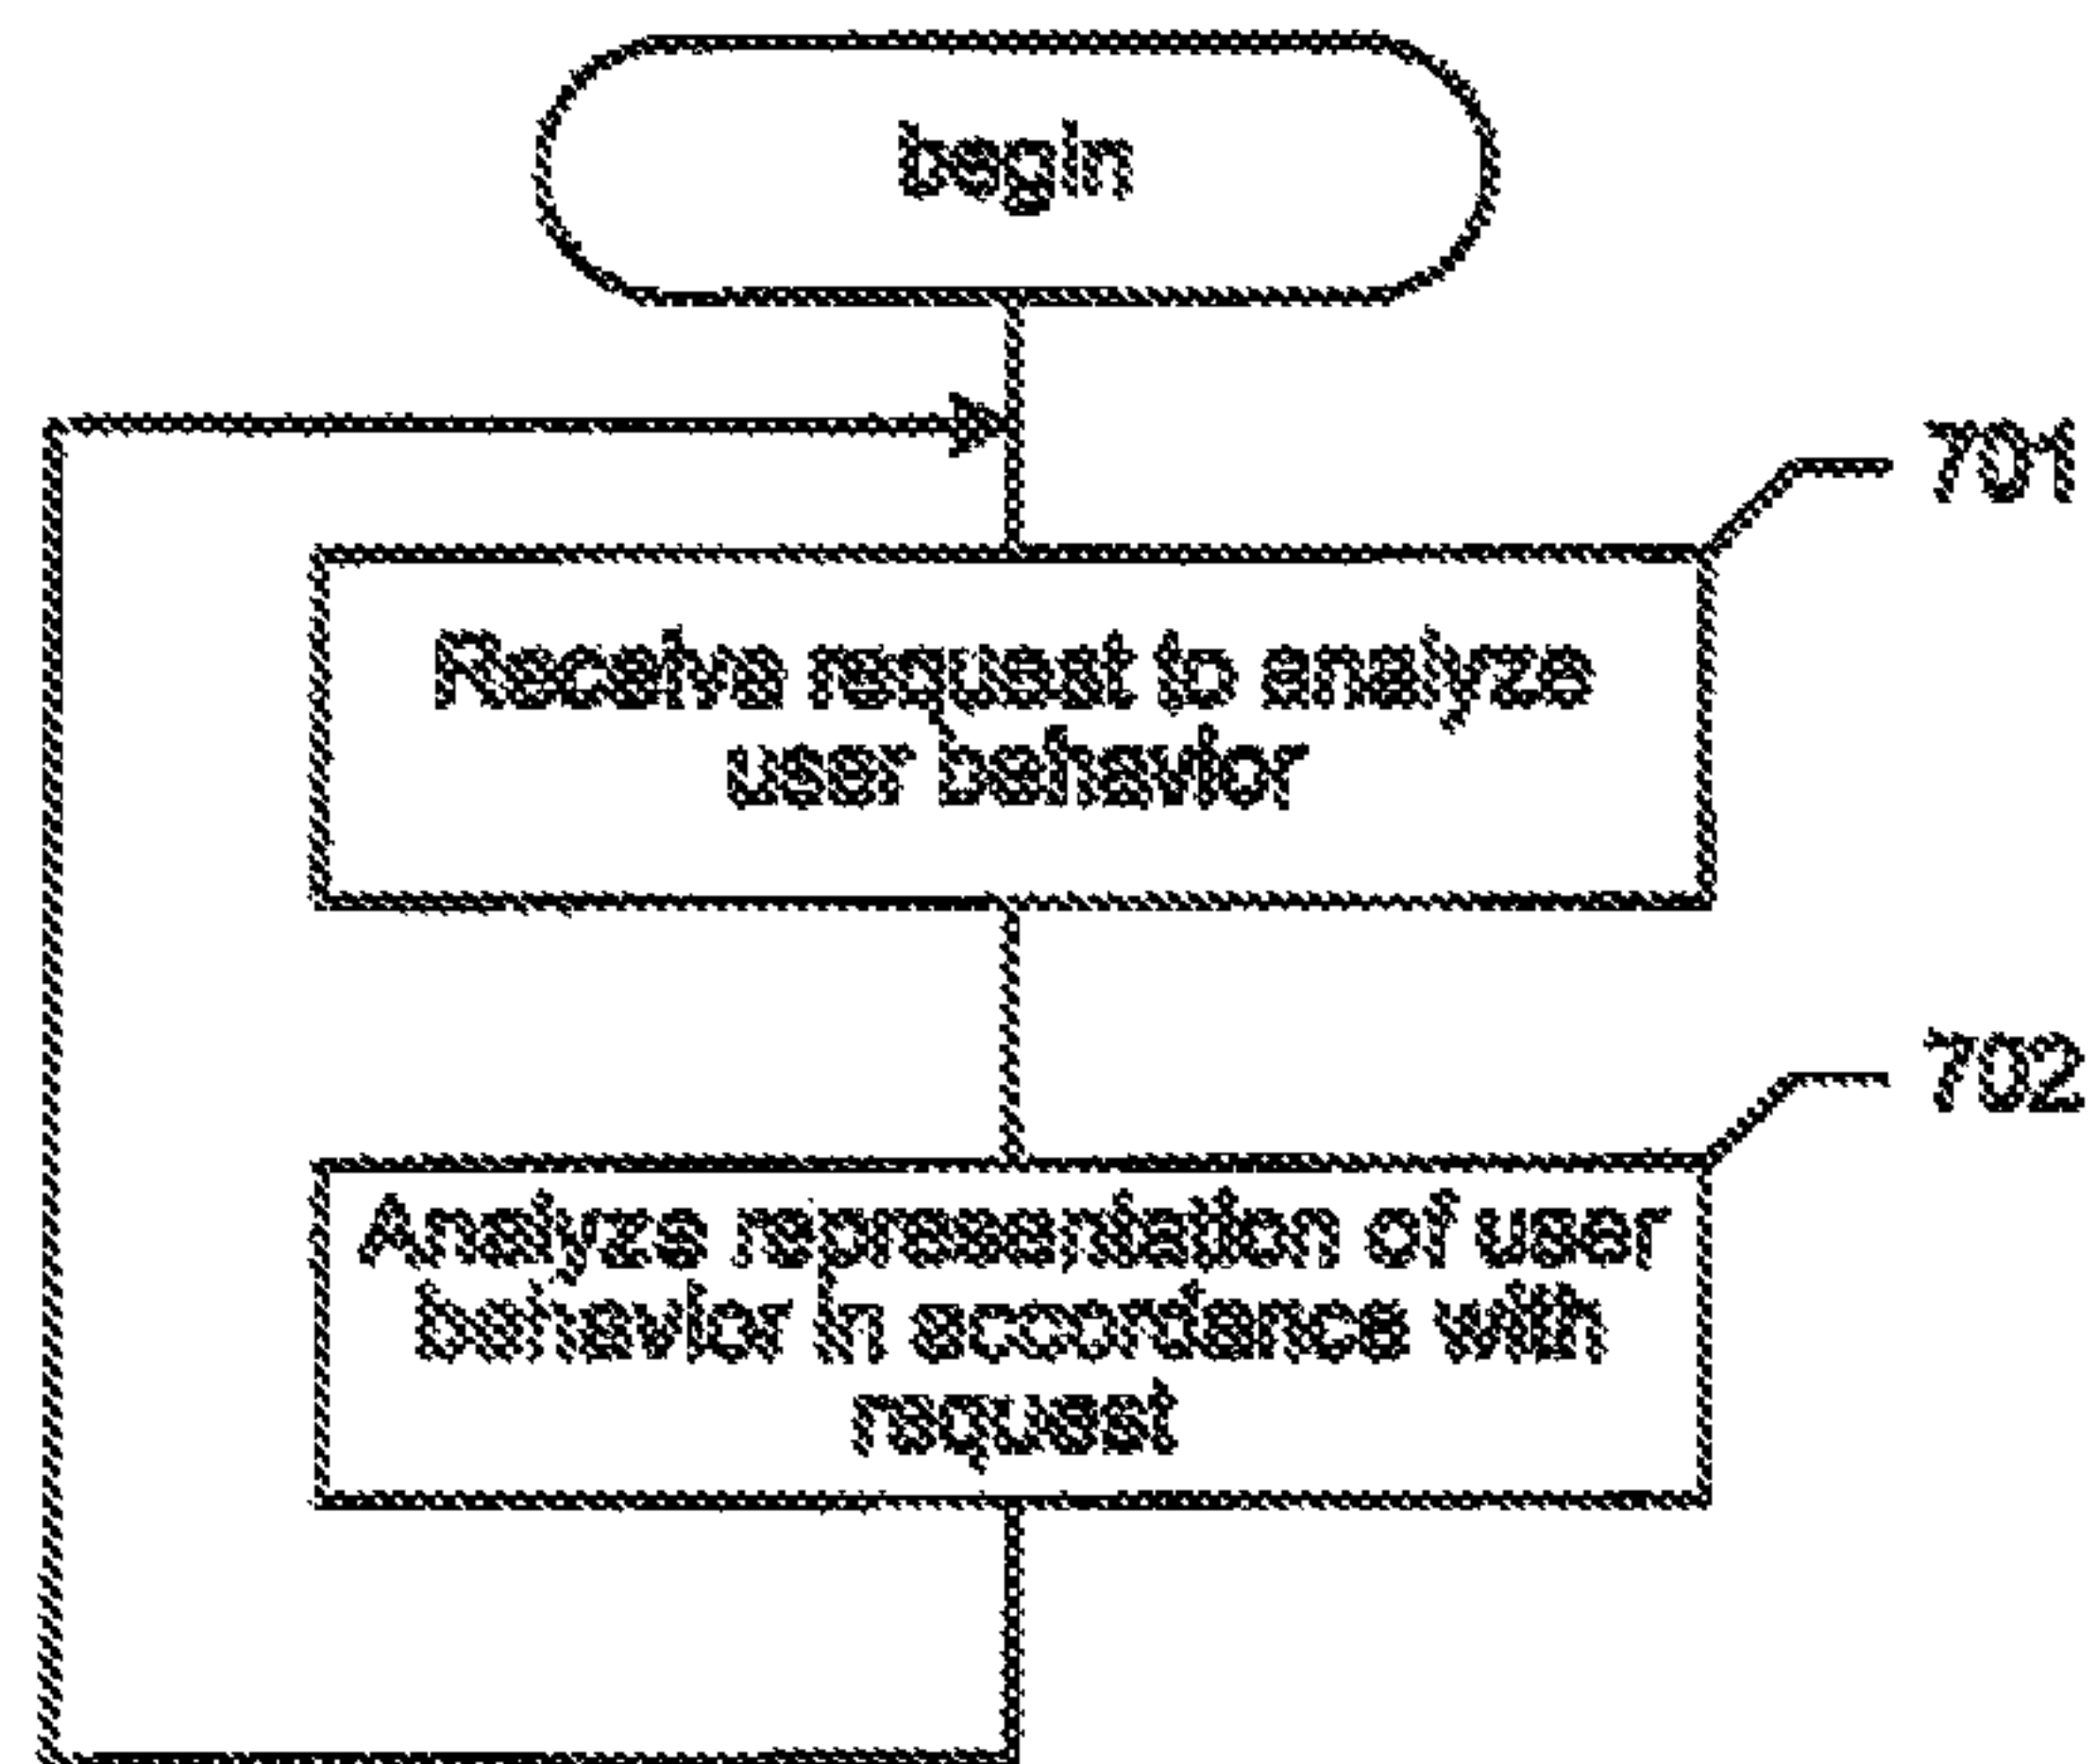 begin
701
Receive request to analyze
user behavior
702
Analyze representation of user
behavior in accordance with
request